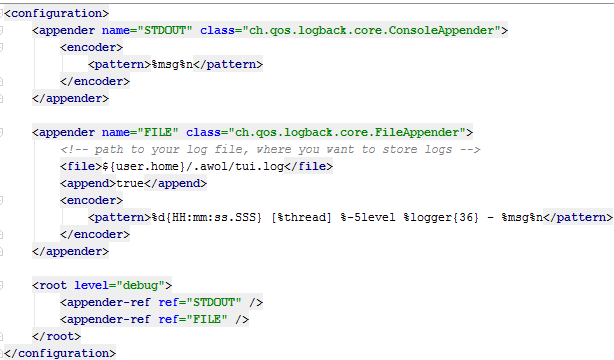 <configuration>
<appender name="STDOUT" class="ch.qos.logback.core.ConsoleAppender">
<encoder>
<pattern>%msg%n</pattern>
</encoder>
</appender>
<appender name="FILE" class="ch.qos.logback.core.FileAppender">
<!-- path to your log file, where you want to store logs -->
<file>${user.home}/.awol/tui.log</file>
<append>true</append>
<encoder>
<pattern>%d{HH:mm:ss.SSS} [%thread] %-5level %logger{36} - %msg%n</pattern>
</encoder>
</appender>
<root level="debug">
<appender-ref ref="STDOUT" />
<appender-ref ref="FILE" />
</root>
</configuration>